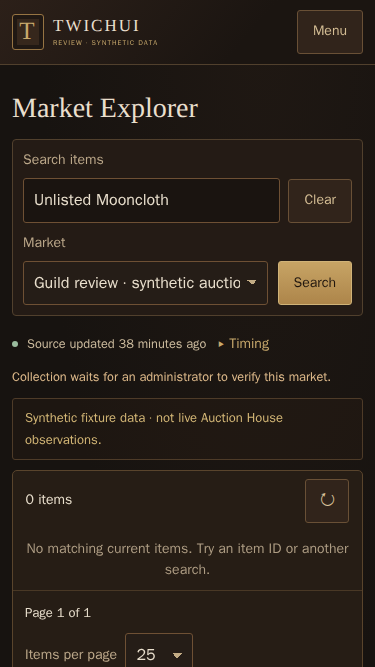 T
TWICHUI
REVIEW · SYNTHETIC DATA
Menu
Market Explorer
Search items
Unlisted Mooncloth
Clear
Market
Guild review · synthetic auctio
Search
Source updated 38 minutes ago
Timing
Collection waits for an administrator to verify this market.
Synthetic fixture data · not live Auction House
observations.
0 items
No matching current items. Try an item ID or another
search.
Page 1 of 1
Items per page
25